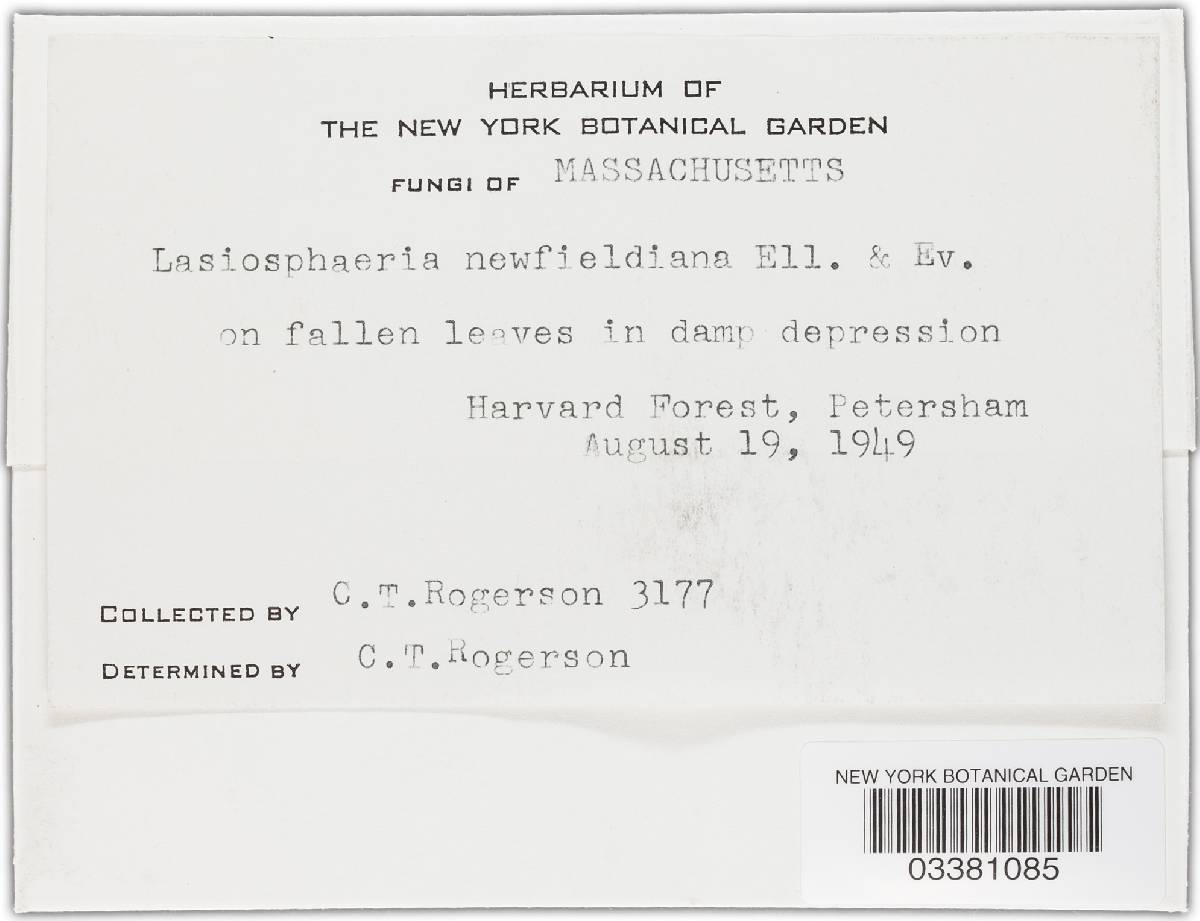 HERBARIUM OF
THE NEW YORK BOTANICAL GARDEN
FUNGI OF MASSACHUSETTS
Lasiosphaeria newfieldiana Ell. & Ev.
on fallen leaves in damp depression
Harvard Forest, Petersham
August 19, 1949
COLLECTED BY C.T.Rogerson 3177
DETERMINED BY C.T.Rogerson
NEW YORK BOTANICAL GARDEN
03381085